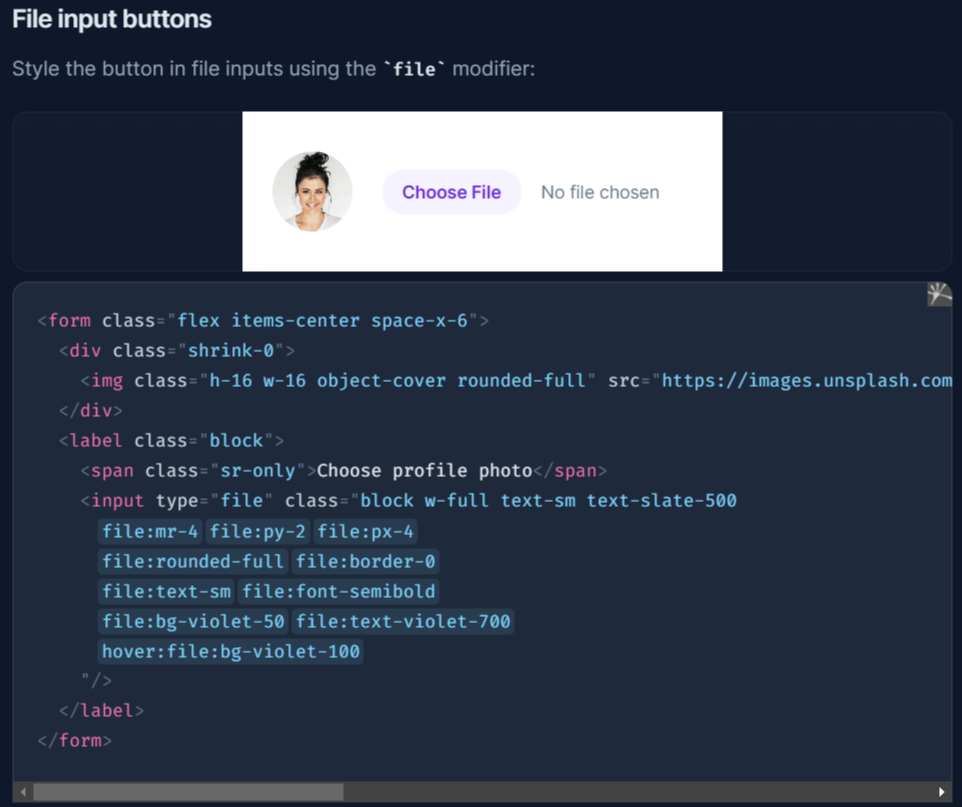 File input buttons
Style the button in file inputs using the `file` modifier:
Choose File No file chosen
<form class="flex items-center space-x-6">
  <div class="shrink-0">
    <img class="h-16 w-16 object-cover rounded-full" src="https://images.unsplash.com
  </div>
  <label class="block">
    <span class="sr-only">Choose profile photo</span>
    <input type="file" class="block w-full text-sm text-slate-500
      file:mr-4 file:py-2 file:px-4
      file:rounded-full file:border-0
      file:text-sm file:font-semibold
      file:bg-violet-50 file:text-violet-700
      hover:file:bg-violet-100
    "/>
  </label>
</form>